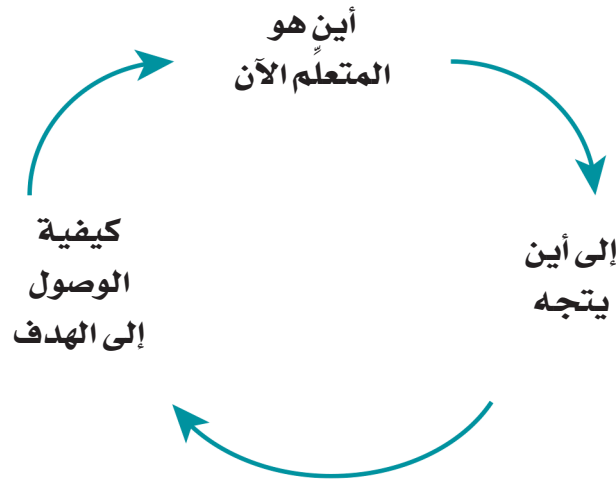 أين هو
المتعلِّم الآن
إلى أين
يتجه
كيفية
الوصول
إلى الهدف